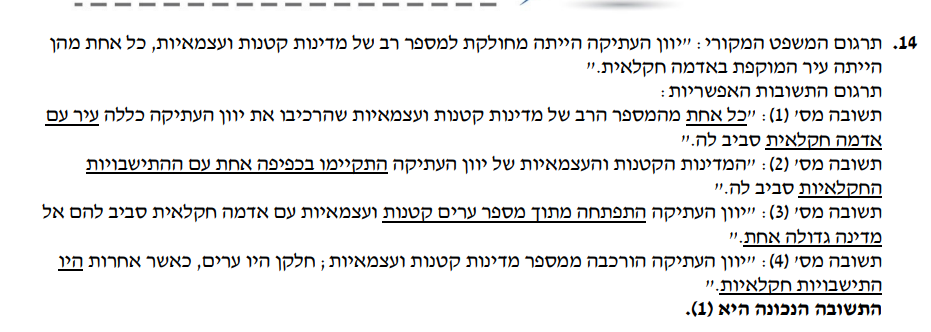 14. תרגום המשפט המקורי: "יוון העתיקה הייתה מחולקת למספר רב של מדינות קטנות ועצמאיות, כל אחת מהן
הייתה עיר המוקפת באדמה חקלאית."
תרגום התשובות האפשריות:
תשובה מס' (1): "כל אחת מהמספר הרב של מדינות קטנות ועצמאיות שהרכיבו את יוון העתיקה כללה עיר עם
אדמה חקלאית סביב לה."
תשובה מס' (2): "המדינות הקטנות והעצמאיות של יוון העתיקה התקיימו בכפיפה אחת עם ההתישבויות
החקלאיות סביב לה."
תשובה מס' (3): "יוון העתיקה התפתחה מתוך מספר ערים קטנות ועצמאיות עם אדמה חקלאית סביב להם אל
מדינה גדולה אחת."
תשובה מס' (4): "יוון העתיקה הורכבה ממספר מדינות קטנות ועצמאיות; חלקן היו ערים, כאשר אחרות היו
התישבויות חקלאיות."
התשובה הנכונה היא (1).